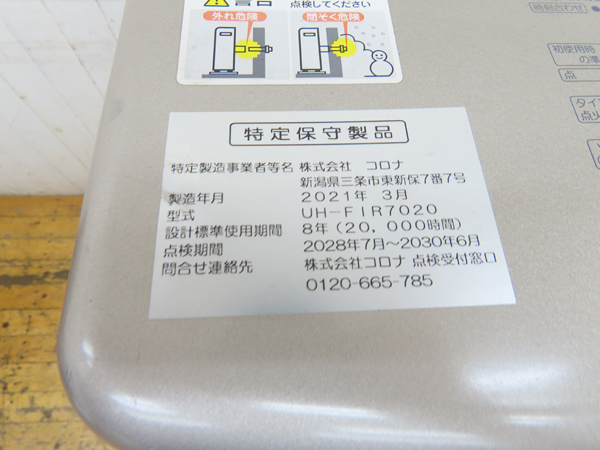 警告
点検してください
外れ危険
閉そく危険
時刻合わせ
初使用時
の準
点
タイ
点火
特定保守製品
特定製造事業者等名 株式会社 コロナ
新潟県三条市東新保7番7号
製造年月 2021年 3月
型式 UH-FIR7020
設計標準使用期間 8年(20,000時間)
点検期間 2028年7月～2030年6月
問合せ連絡先 株式会社コロナ 点検受付窓口
0120-665-785